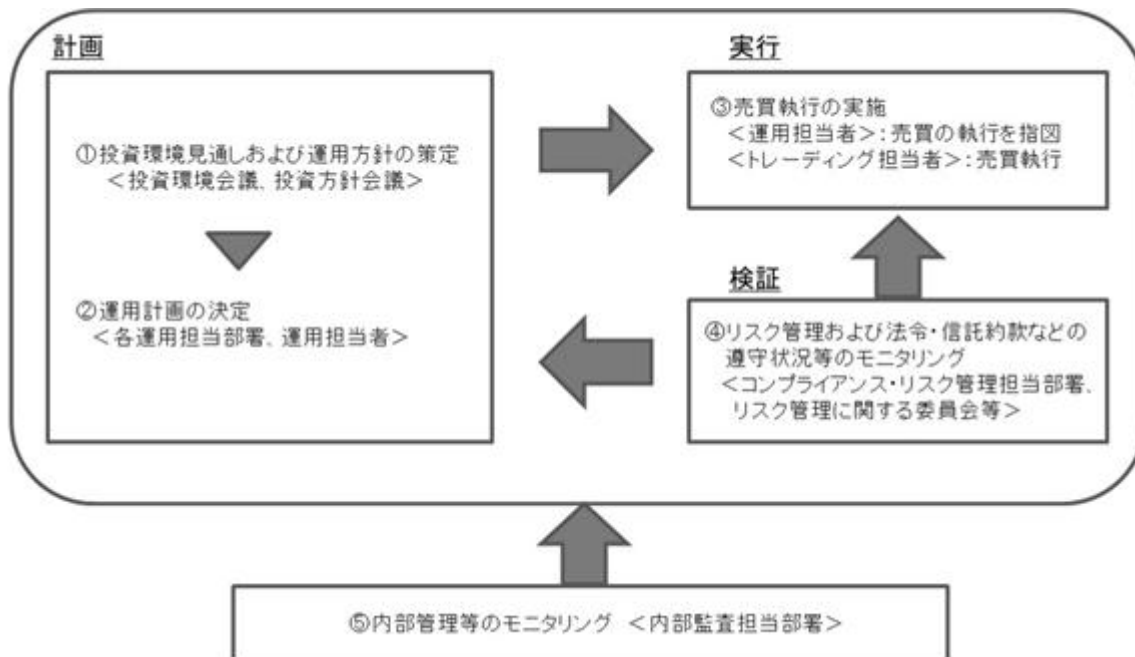 計画
①投資環境見通しおよび運用方針の策定
＜投資環境会議、投資方針会議＞
②運用計画の決定
＜各運用担当部署、運用担当者＞
実行
③売買執行の実施
＜運用担当者＞：売買の執行を指図
＜トレーディング担当者＞：売買執行
検証
④リスク管理および法令・信託約款などの
遵守状況等のモニタリング
＜コンプライアンス・リスク管理担当部署、
リスク管理に関する委員会等＞
⑤内部管理等のモニタリング ＜内部監査担当部署＞